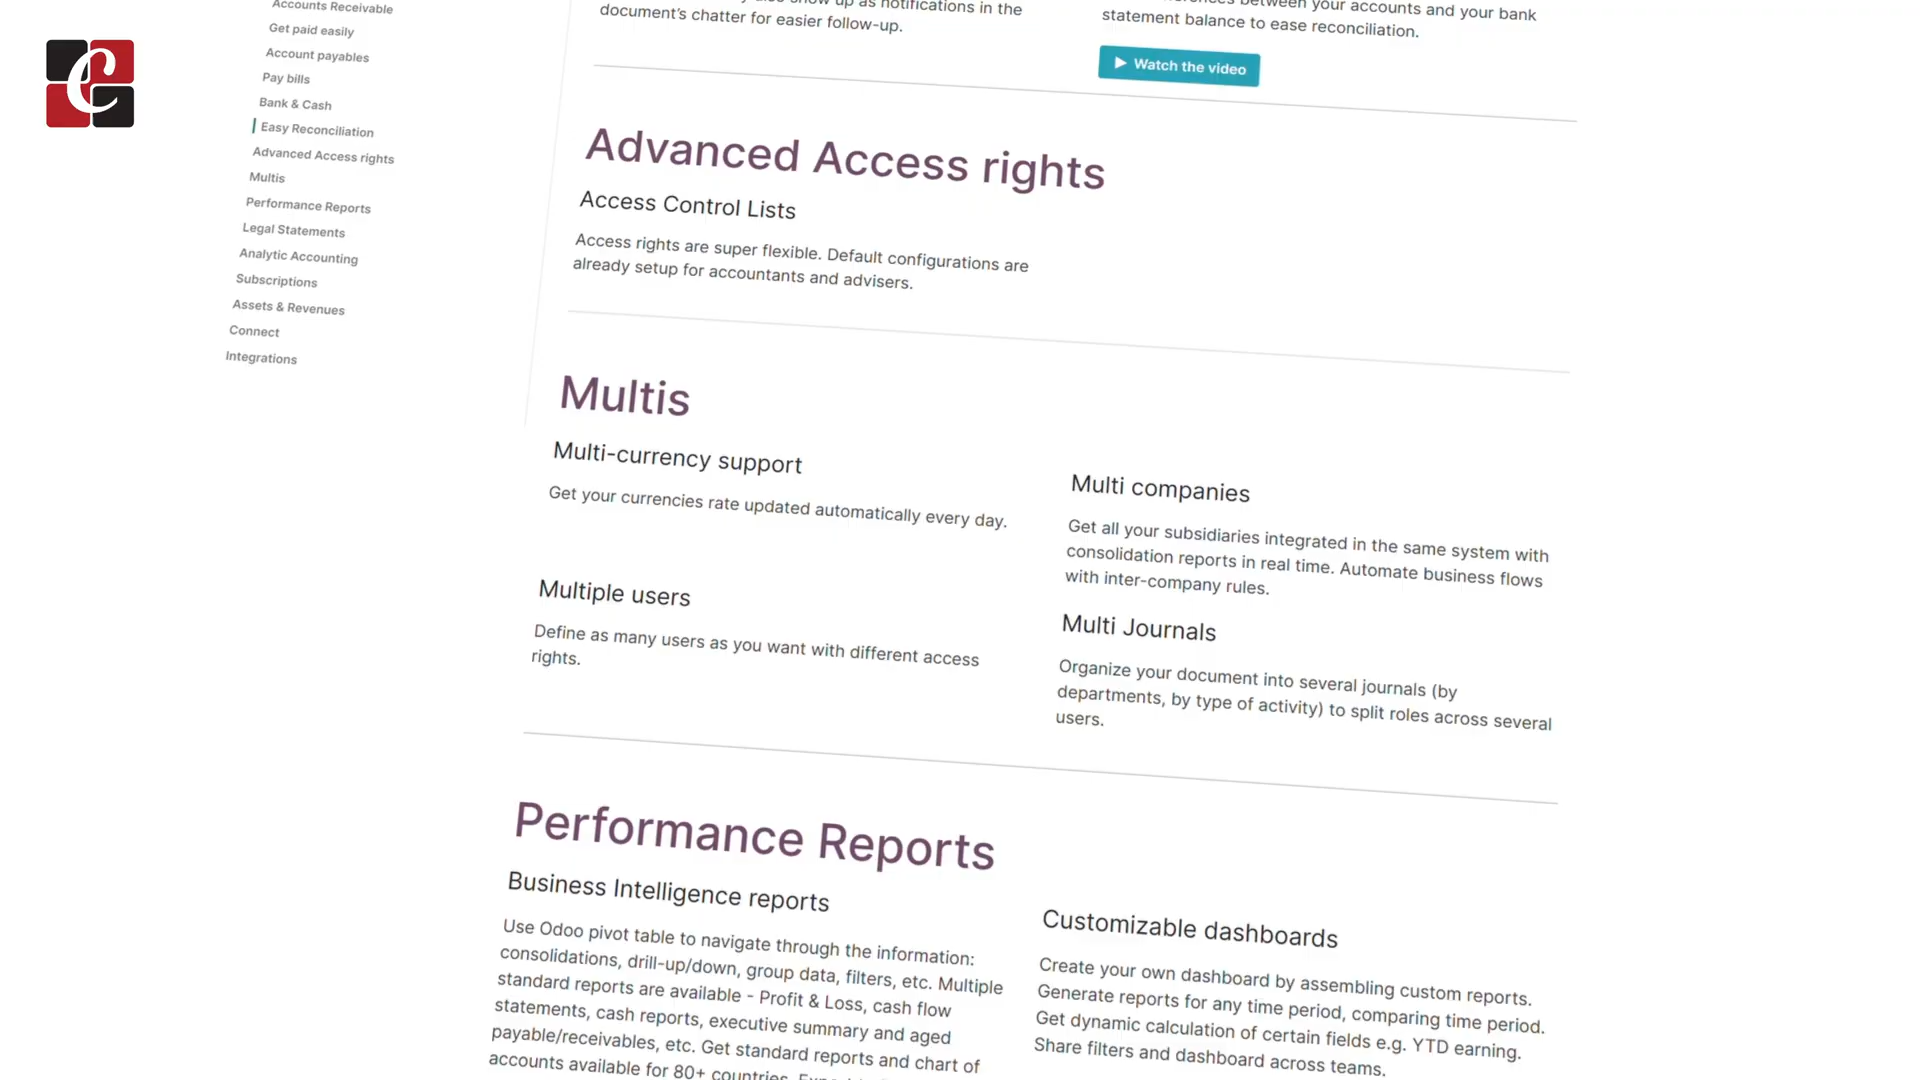 Accounts Receivable
Get paid easily
Account payables
Pay bills
Bank & Cash
Easy Reconciliation
Advanced Access rights
Multis
Performance Reports
Legal Statements
Analytic Accounting
Subscriptions
Assets & Revenues
Connect
Integrations
also show up as notifications in the
document's chatter for easier follow-up.
between your accounts and your bank
statement balance to ease reconciliation.
Watch the video
Advanced Access rights
Access Control Lists
Access rights are super flexible. Default configurations are
already setup for accountants and advisers.
Multis
Multi-currency support
Get your currencies rate updated automatically every day.
Multi companies
Get all your subsidiaries integrated in the same system with
consolidation reports in real time. Automate business flows
with inter-company rules.
Multiple users
Define as many users as you want with different access
rights.
Multi Journals
Organize your document into several journals (by
departments, by type of activity) to split roles across several
users.
Performance Reports
Business Intelligence reports
Use Odoo pivot table to navigate through the information:
consolidations, drill-up/down, group data, filters, etc. Multiple
standard reports are available - Profit & Loss, cash flow
statements, cash reports, executive summary and aged
payable/receivables, etc. Get standard reports and chart of
accounts available for 80+ countries.
Customizable dashboards
Create your own dashboard by assembling custom reports.
Generate reports for any time period, comparing time period.
Get dynamic calculation of certain fields e.g. YTD earning.
Share filters and dashboard across teams.